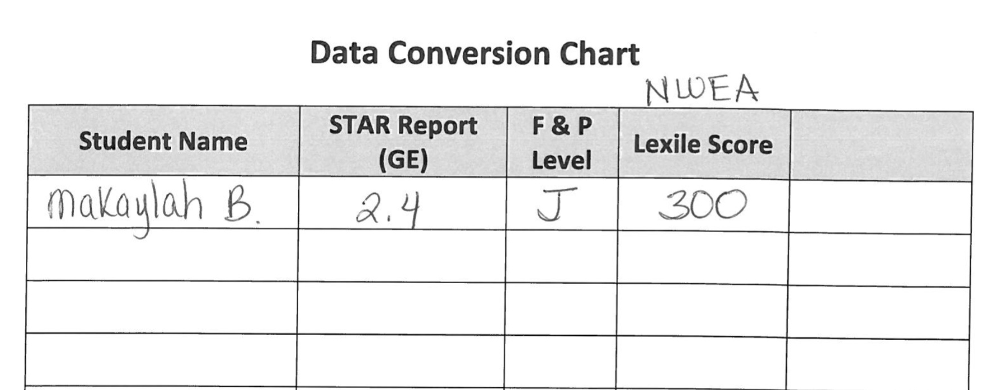 Data Conversion Chart
NWEA
Student Name STAR Report (GE) F & P Level Lexile Score
Makaylah B. 2.4 J 300